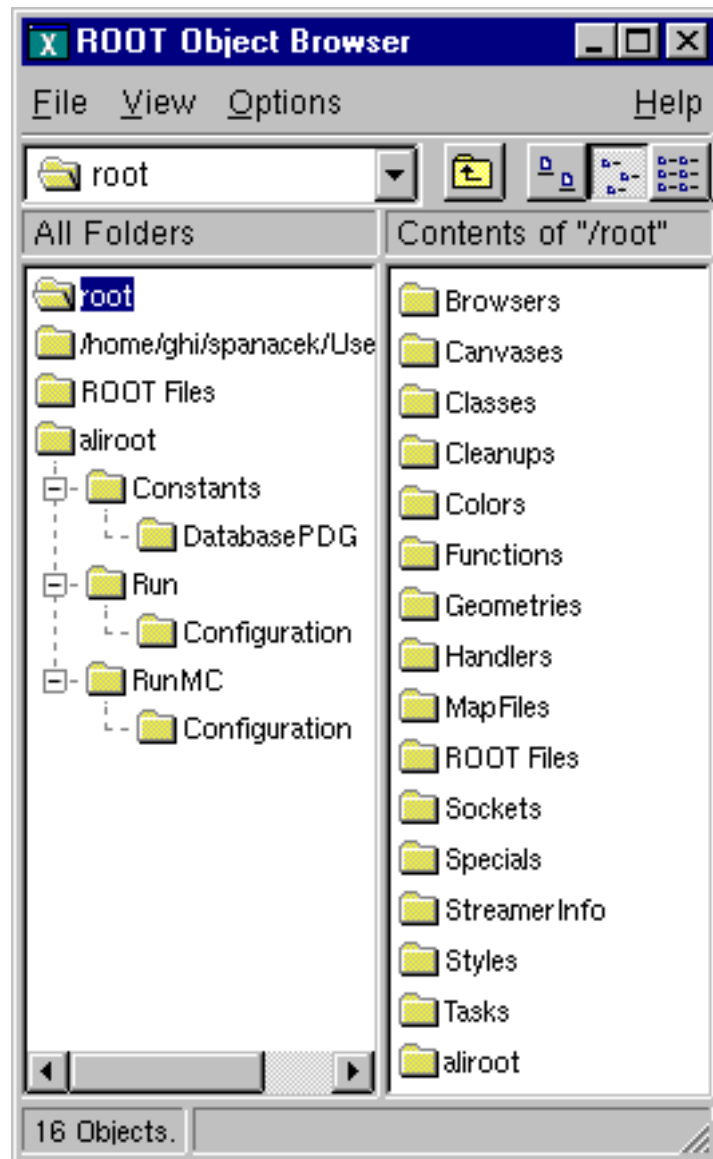 X ROOT Object Browser
File View Options Help
root
All Folders
Contents of "/root"
root
/home/ghi/spanacek/Use
ROOT Files
aliroot
Constants
DatabasePDG
Run
Configuration
RunMC
Configuration
Browsers
Canvases
Classes
Cleanups
Colors
Functions
Geometries
Handlers
MapFiles
ROOT Files
Sockets
Specials
StreamerInfo
Styles
Tasks
aliroot
16 Objects.